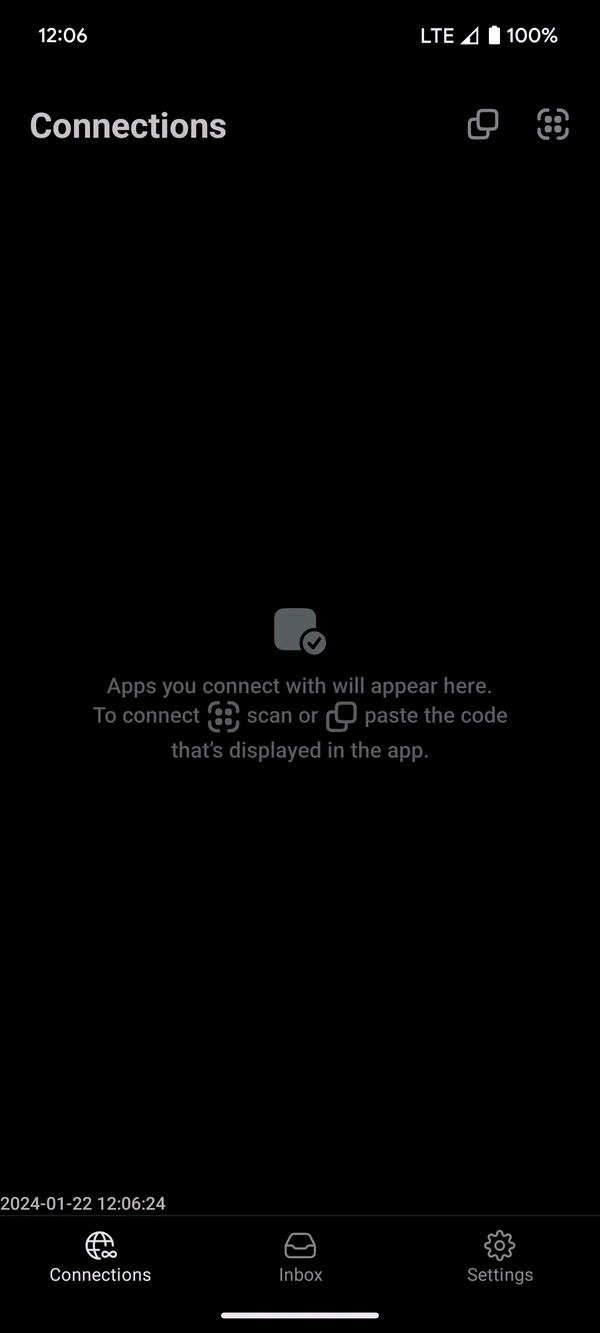 12:06
LTE 100%
Connections
Apps you connect with will appear here.
To connect scan or paste the code
that's displayed in the app.
2024-01-22 12:06:24
Connections
Inbox
Settings